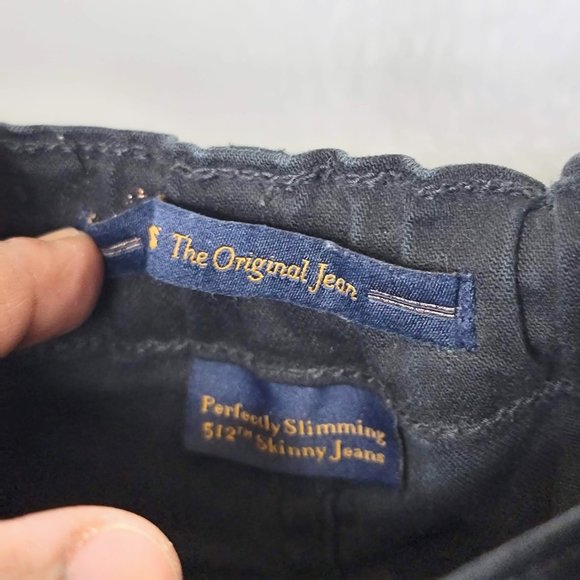 The Original Jean
Perfectly Slimming
512™ Skinny Jeans